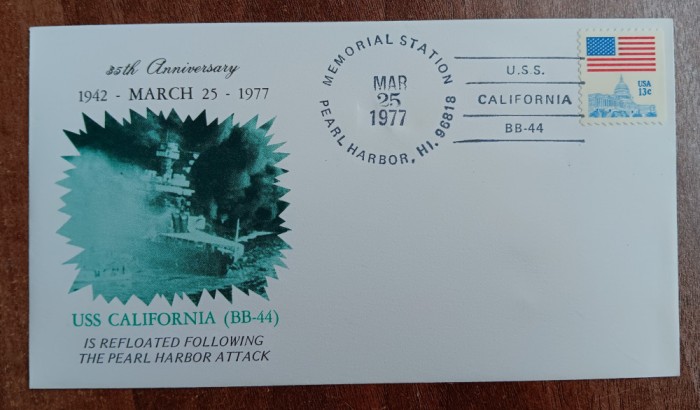 35th Anniversary
1942 - MARCH 25 - 1977
USS CALIFORNIA (BB-44)
IS REFLOATED FOLLOWING
THE PEARL HARBOR ATTACK
MEMORIAL STATION
MAR
25
1977
PEARL HARBOR, HI. 96818
U.S.S.
CALIFORNIA
BB-44
USA
13c